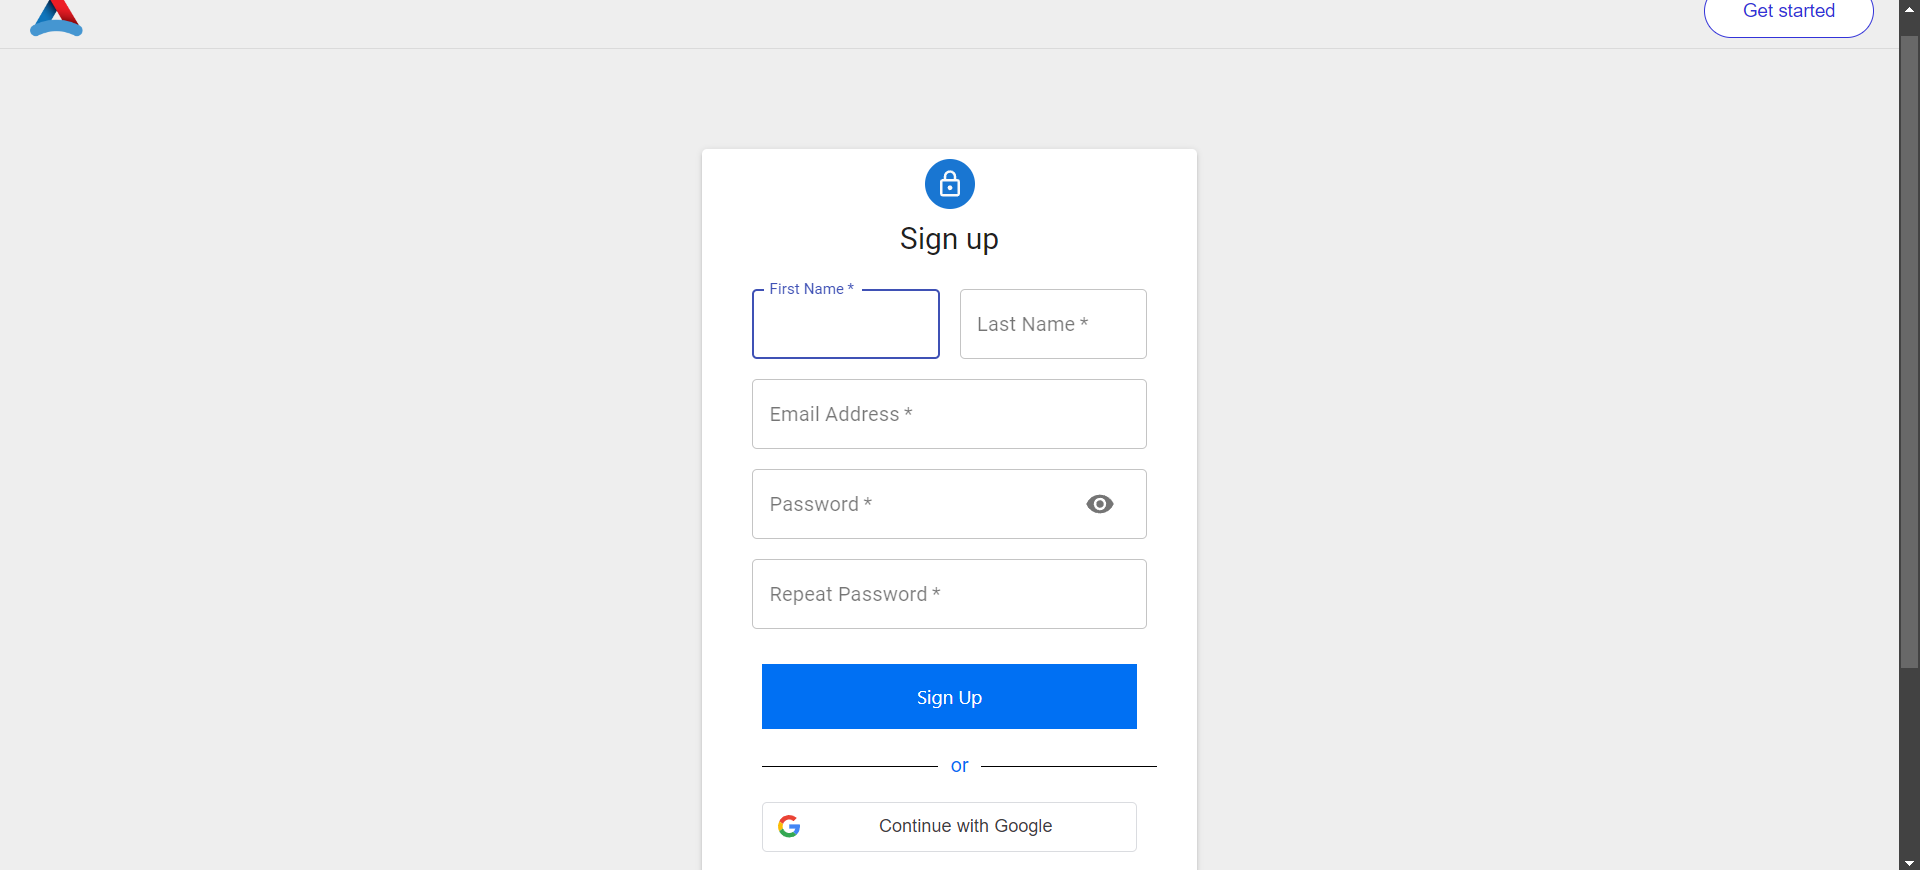 Get started
Sign up
First Name *
Last Name *
Email Address *
Password *
Repeat Password *
Sign Up
or
Continue with Google